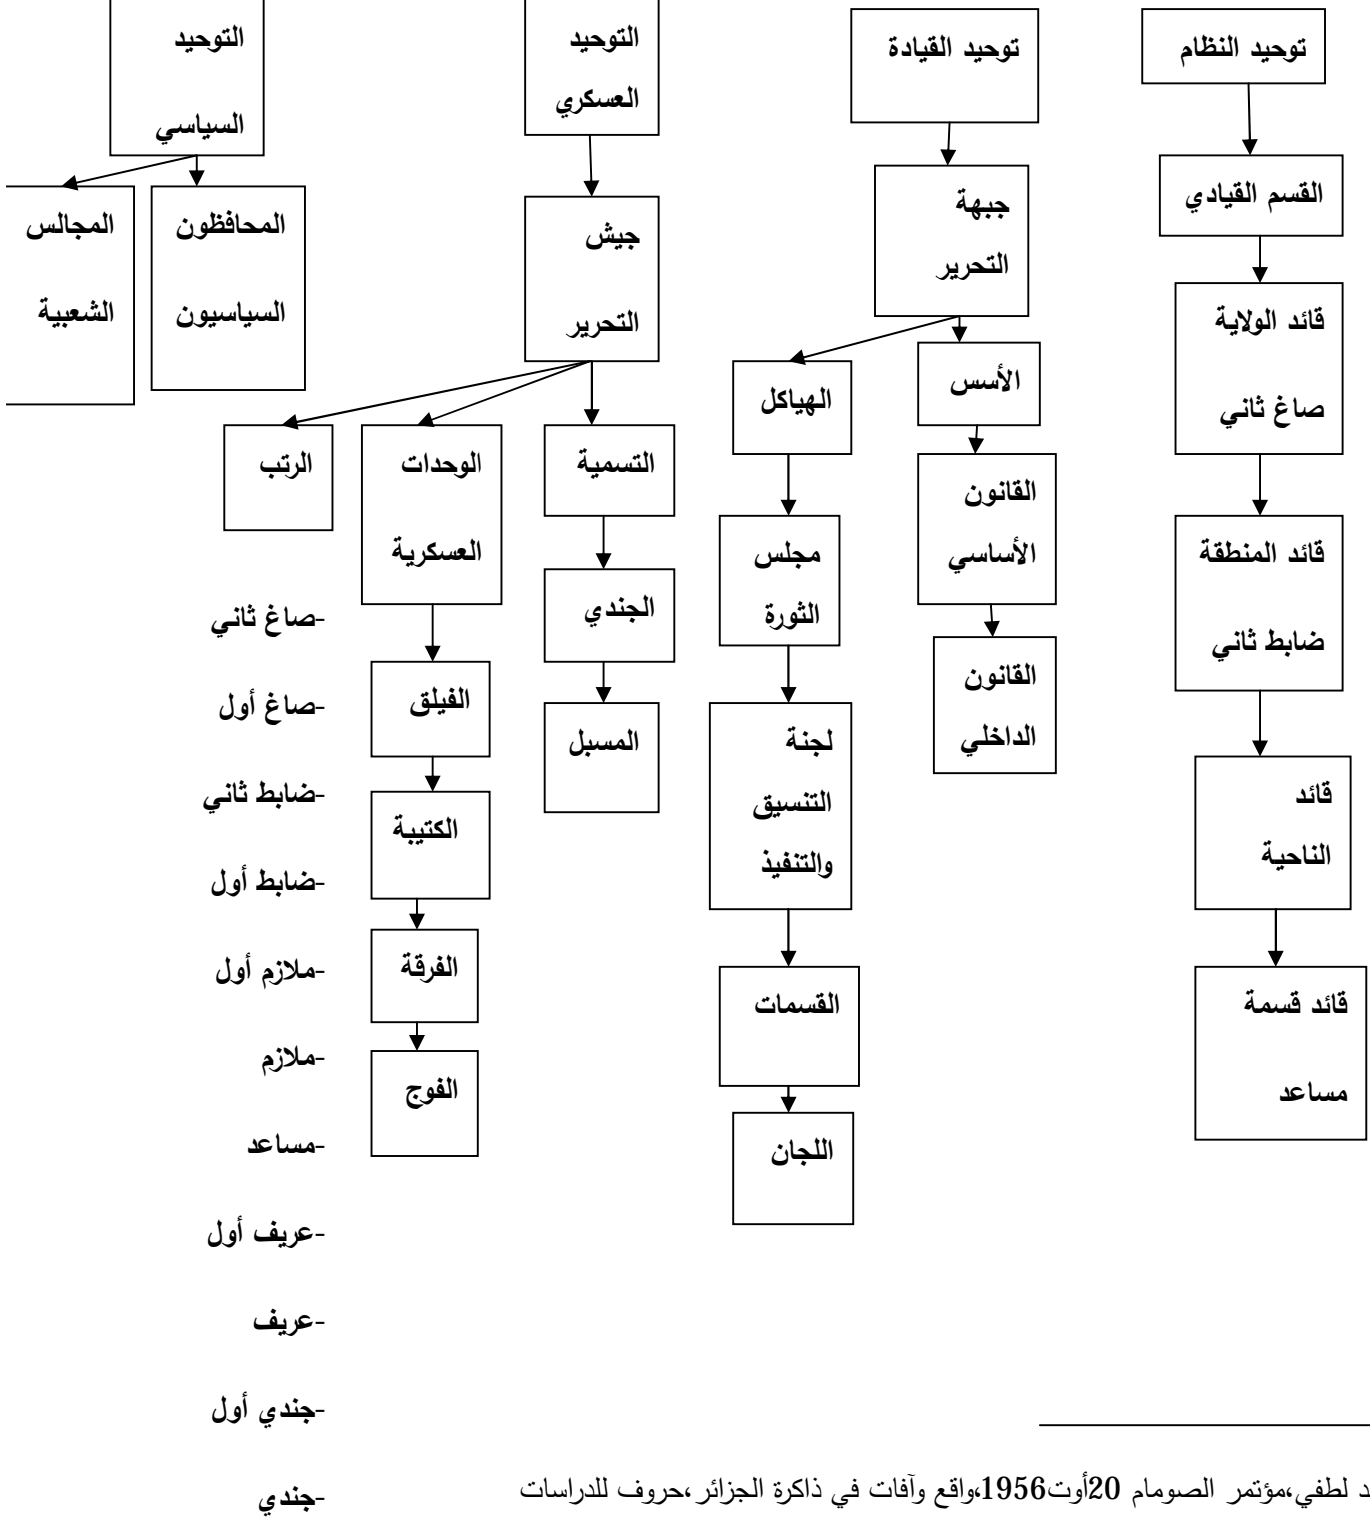 توحيد النظام
القسم القيادي
قائد الولاية
صاغ ثاني
قائد المنطقة
ضابط ثاني
قائد
الناحية
قائد قسمة
مساعد
توحيد القيادة
جبهة
التحرير
الأسس
القانون
الأساسي
القانون
الداخلي
الهياكل
مجلس
الثورة
لجنة
التنسيق
والتنفيذ
القسمات
اللجان
التوحيد
العسكري
جيش
التحرير
التسمية
الجندي
المسبل
الوحدات
العسكرية
الفيلق
الكتيبة
الفرقة
الفوج
الرتب
-صاغ ثاني
-صاغ أول
-ضابط ثاني
-ضابط أول
-ملازم أول
-ملازم
-مساعد
-عريف أول
-عريف
-جندي أول
-جندي
التوحيد
السياسي
المحافظون
السياسيون
المجالس
الشعبية
لطفي،مؤتمر الصومام 20أوت1956،واقع وآفات في ذاكرة الجزائر،حروف للدراسات